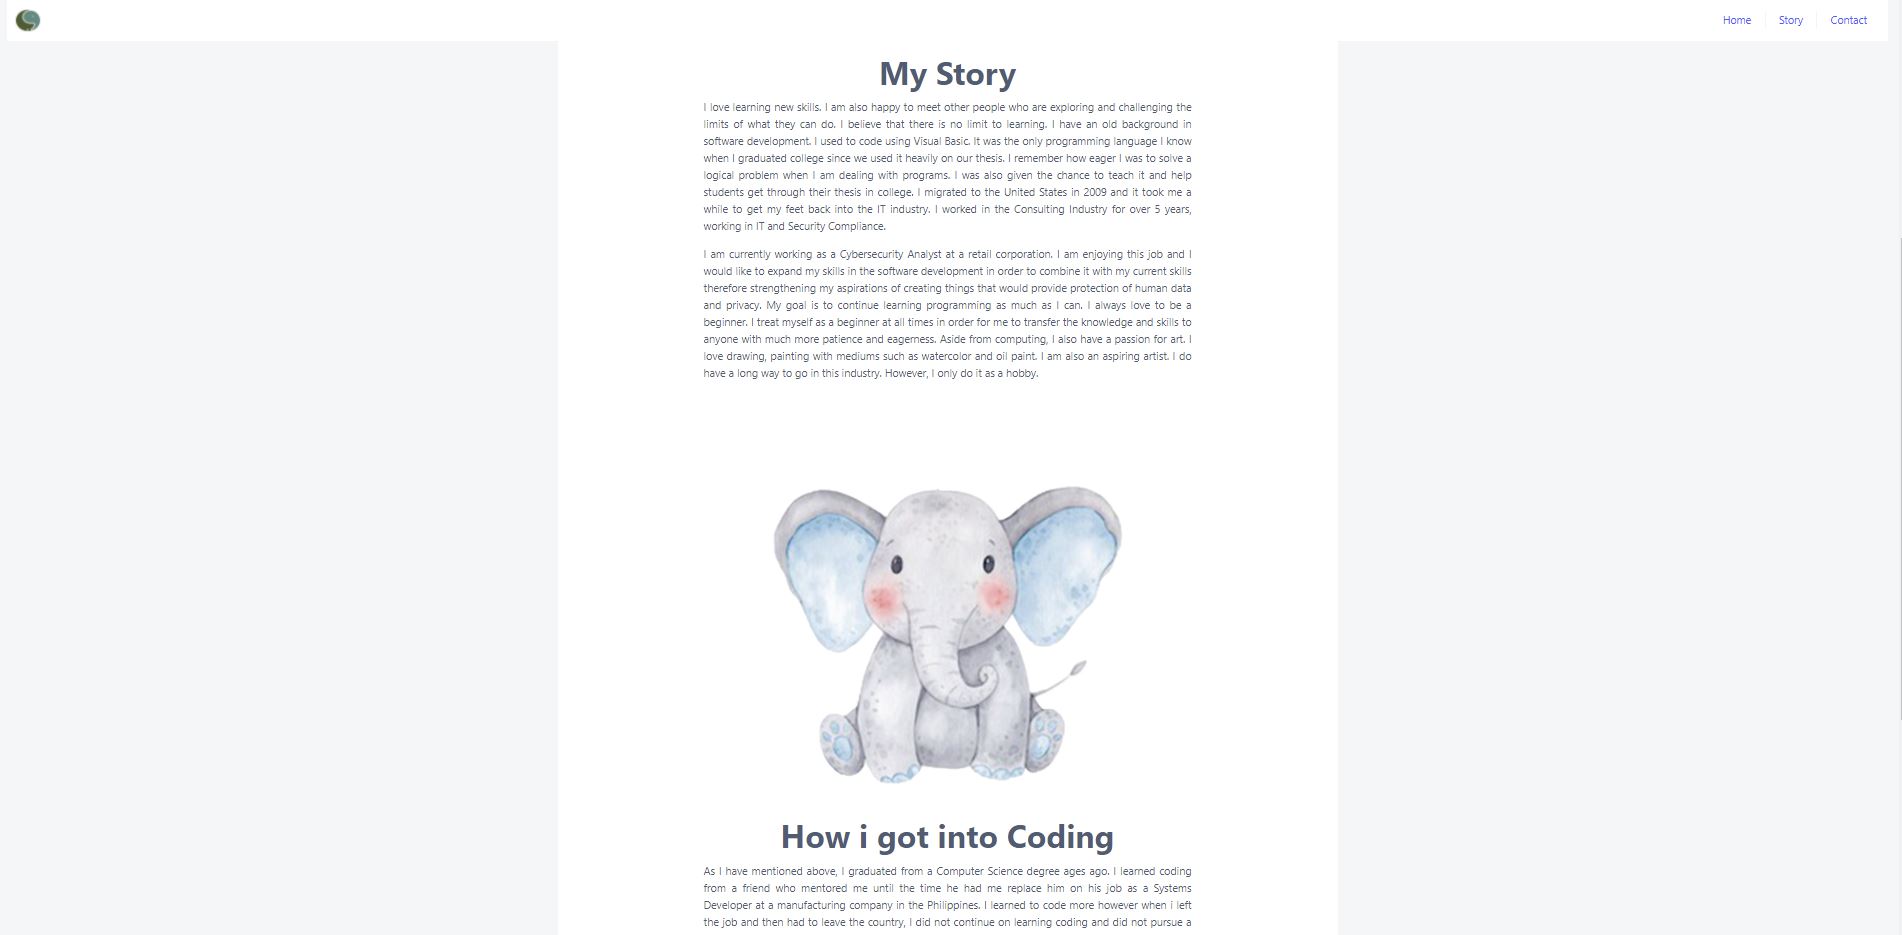 Home
Story
Contact
My Story
I love learning new skills. I am also happy to meet other people who are exploring and challenging the
limits of what they can do. I believe that there is no limit to learning. I have an old background in
software development. I used to code using Visual Basic. It was the only programming language I know
when I graduated college since we used it heavily on our thesis. I remember how eager I was to solve a
logical problem when I am dealing with programs. I was also given the chance to teach it and help
students get through their thesis in college. I migrated to the United States in 2009 and it took me a
while to get my feet back into the IT industry. I worked in the Consulting Industry for over 5 years,
working in IT and Security Compliance.
I am currently working as a Cybersecurity Analyst at a retail corporation. I am enjoying this job and I
would like to expand my skills in the software development in order to combine it with my current skills
therefore strengthening my aspirations of creating things that would provide protection of human data
and privacy. My goal is to continue learning programming as much as I can. I always love to be a
beginner. I treat myself as a beginner at all times in order for me to transfer the knowledge and skills to
anyone with much more patience and eagerness. Aside from computing, I also have a passion for art. I
love drawing, painting with mediums such as watercolor and oil paint. I am also an aspiring artist. I do
have a long way to go in this industry. However, I only do it as a hobby.
How i got into Coding
As I have mentioned above, I graduated from a Computer Science degree ages ago. I learned coding
from a friend who mentored me until the time he had me replace him on his job as a Systems
Developer at a manufacturing company in the Philippines. I learned to code more however when i left
the job and then had to leave the country, I did not continue on learning coding and did not pursue a